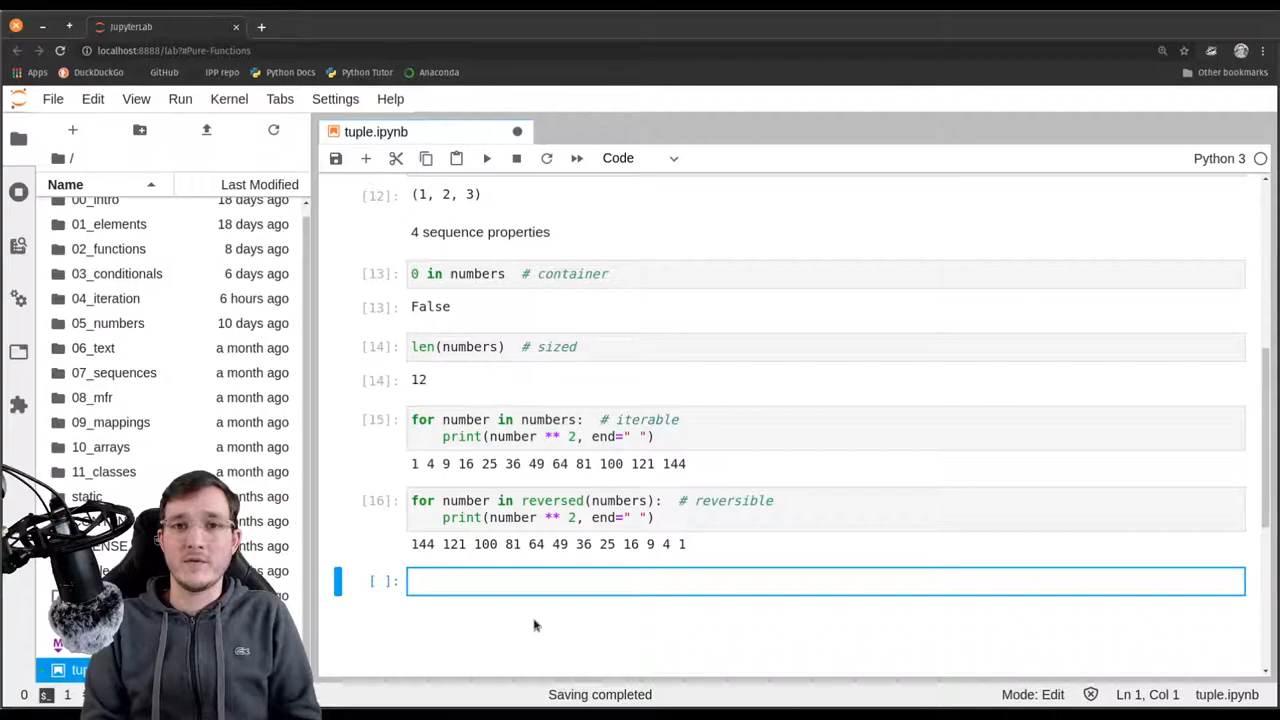 JupyterLab
localhost:8888/lab?#Pure-Functions
Apps DuckDuckGo GitHub IPP repo Python Docs Python Tutor Anaconda Other bookmarks
File Edit View Run Kernel Tabs Settings Help
tuple.ipynb
/
Code
Python 3
Name Last Modified
00_intro 18 days ago
01_elements 18 days ago
02_functions 8 days ago
03_conditionals 6 days ago
04_iteration 6 hours ago
05_numbers 10 days ago
06_text a month ago
07_sequences a month ago
08_mfr a month ago
09_mappings a month ago
10_arrays a month ago
11_classes a month ago
static
ago
ago
ago
ago
[12]: (1, 2, 3)
4 sequence properties
[13]: 0 in numbers # container
[13]: False
[14]: len(numbers) # sized
[14]: 12
[15]: for number in numbers: # iterable
print(number ** 2, end=" ")
1 4 9 16 25 36 49 64 81 100 121 144
[16]: for number in reversed(numbers): # reversible
print(number ** 2, end=" ")
144 121 100 81 64 49 36 25 16 9 4 1
[ ]:
0 $_ 1 Saving completed Mode: Edit Ln 1, Col 1 tuple.ipynb